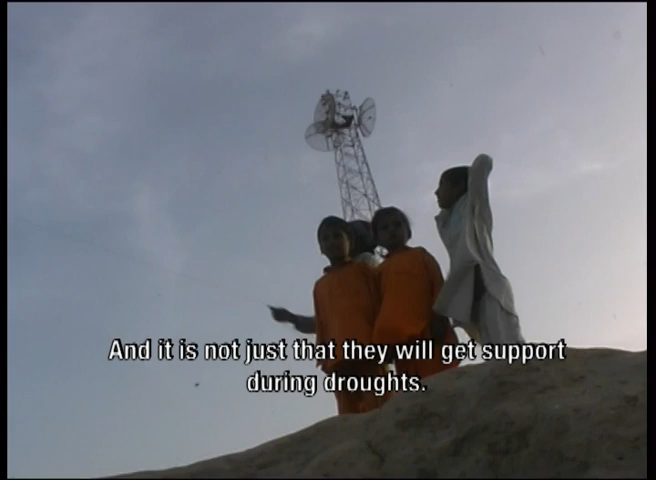 And it is not just that they will get support
during droughts.